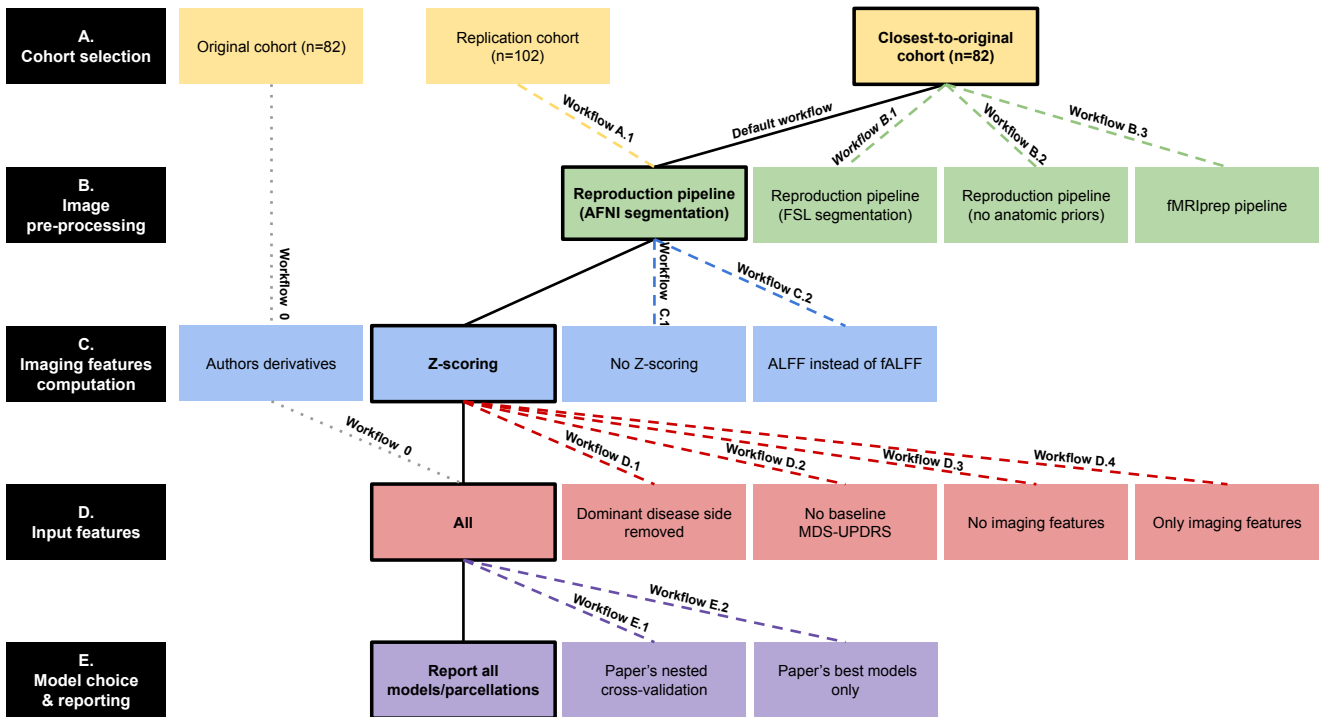 A.
Cohort selection
Original cohort (n=82)
Replication cohort
(n=102)
Closest-to-original
cohort (n=82)
Workflow A.1
Default workflow
Workflow B.1
Workflow B.2
Workflow B.3
B.
Image
pre-processing
Reproduction pipeline
(AFNI segmentation)
Reproduction pipeline
(FSL segmentation)
Reproduction pipeline
(no anatomic priors)
fMRIprep pipeline
Workflow 0
Workflow C.1
Workflow C.2
C.
Imaging features
computation
Authors derivatives
Z-scoring
No Z-scoring
ALFF instead of fALFF
Workflow 0
Workflow D.1
Workflow D.2
Workflow D.3
Workflow D.4
D.
Input features
All
Dominant disease side
removed
No baseline
MDS-UPDRS
No imaging features
Only imaging features
Workflow E.1
Workflow E.2
E.
Model choice
& reporting
Report all
models/parcellations
Paper's nested
cross-validation
Paper's best models
only